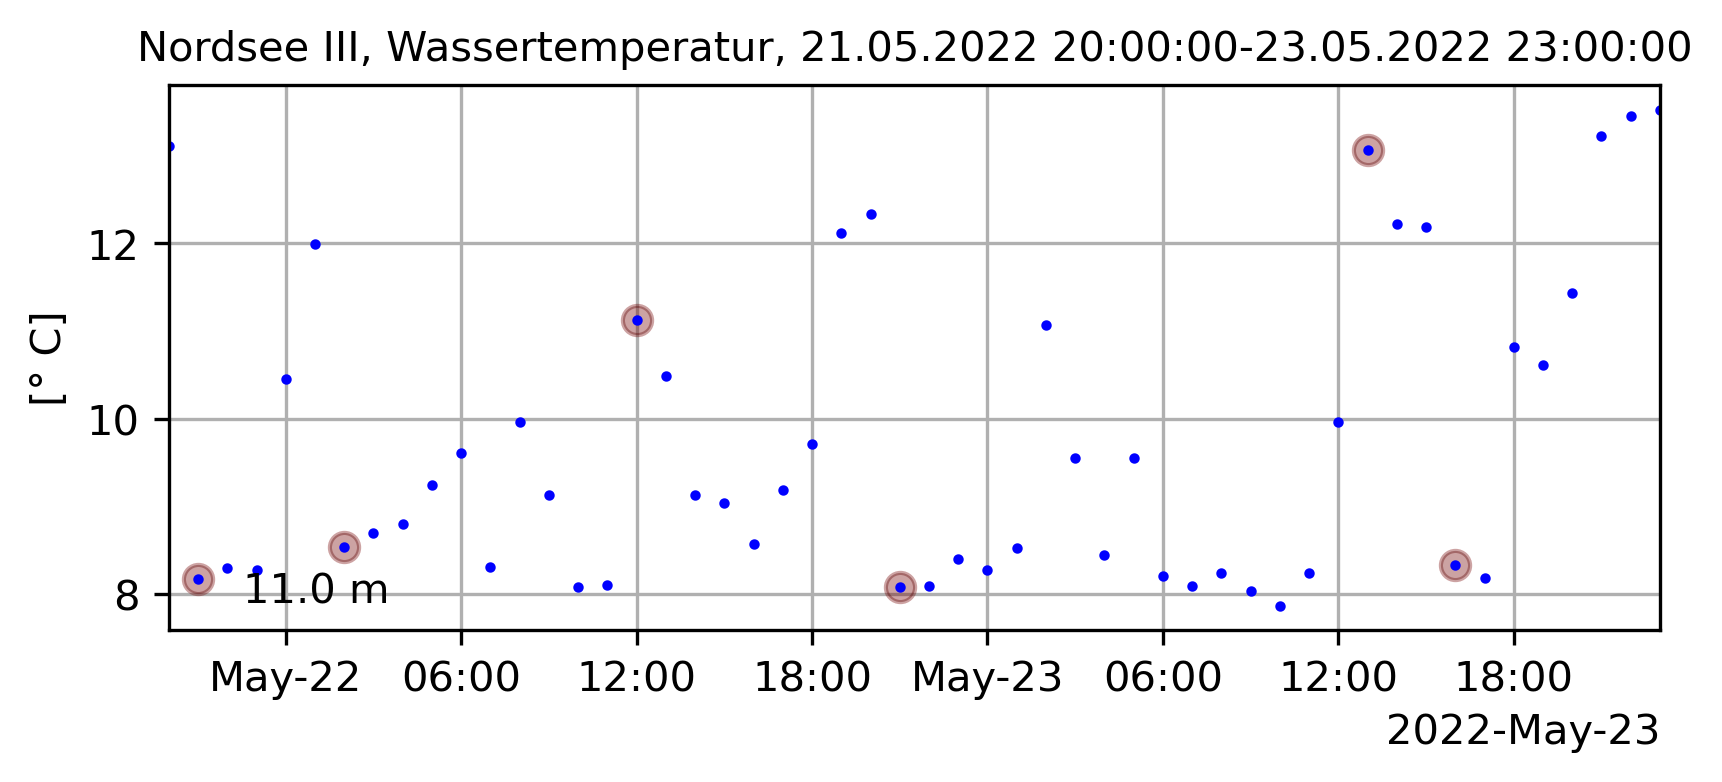 Nordsee III, Wassertemperatur, 21.05.2022 20:00:00-23.05.2022 23:00:00
[° C]
12
10
8
11.0 m
May-22 06:00 12:00 18:00 May-23 06:00 12:00 18:00
2022-May-23